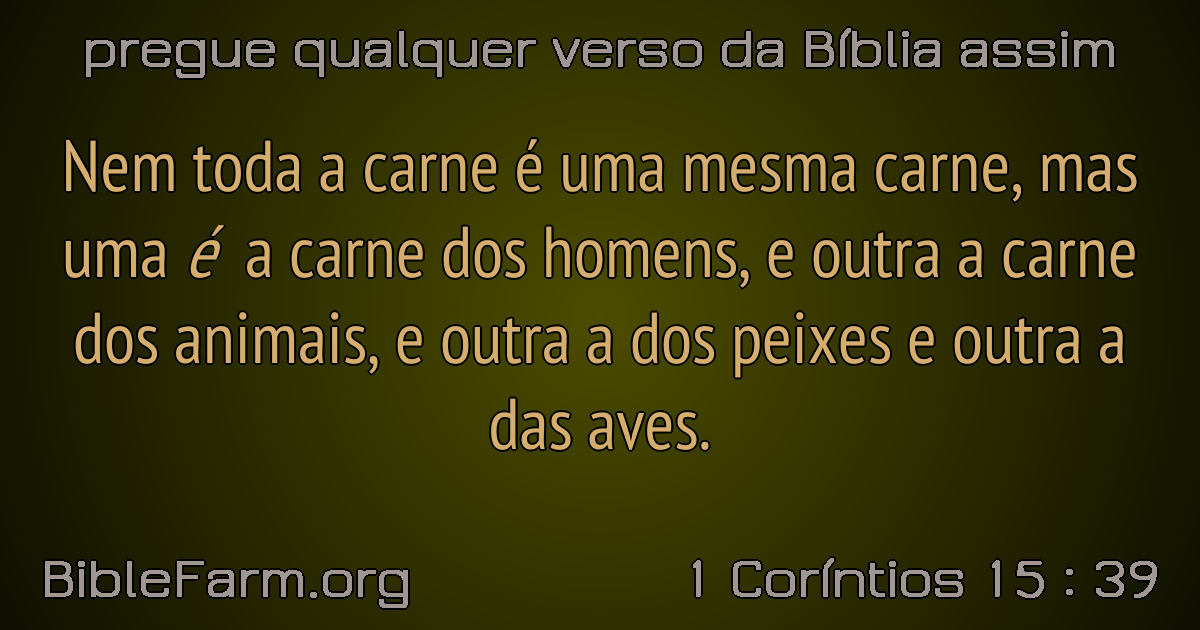 pregue qualquer verso da Bíblia assim
Nem toda a carne é uma mesma carne, mas
uma é a carne dos homens, e outra a carne
dos animais, e outra a dos peixes e outra a
das aves.
BibleFarm.org
1 Coríntios 15 : 39